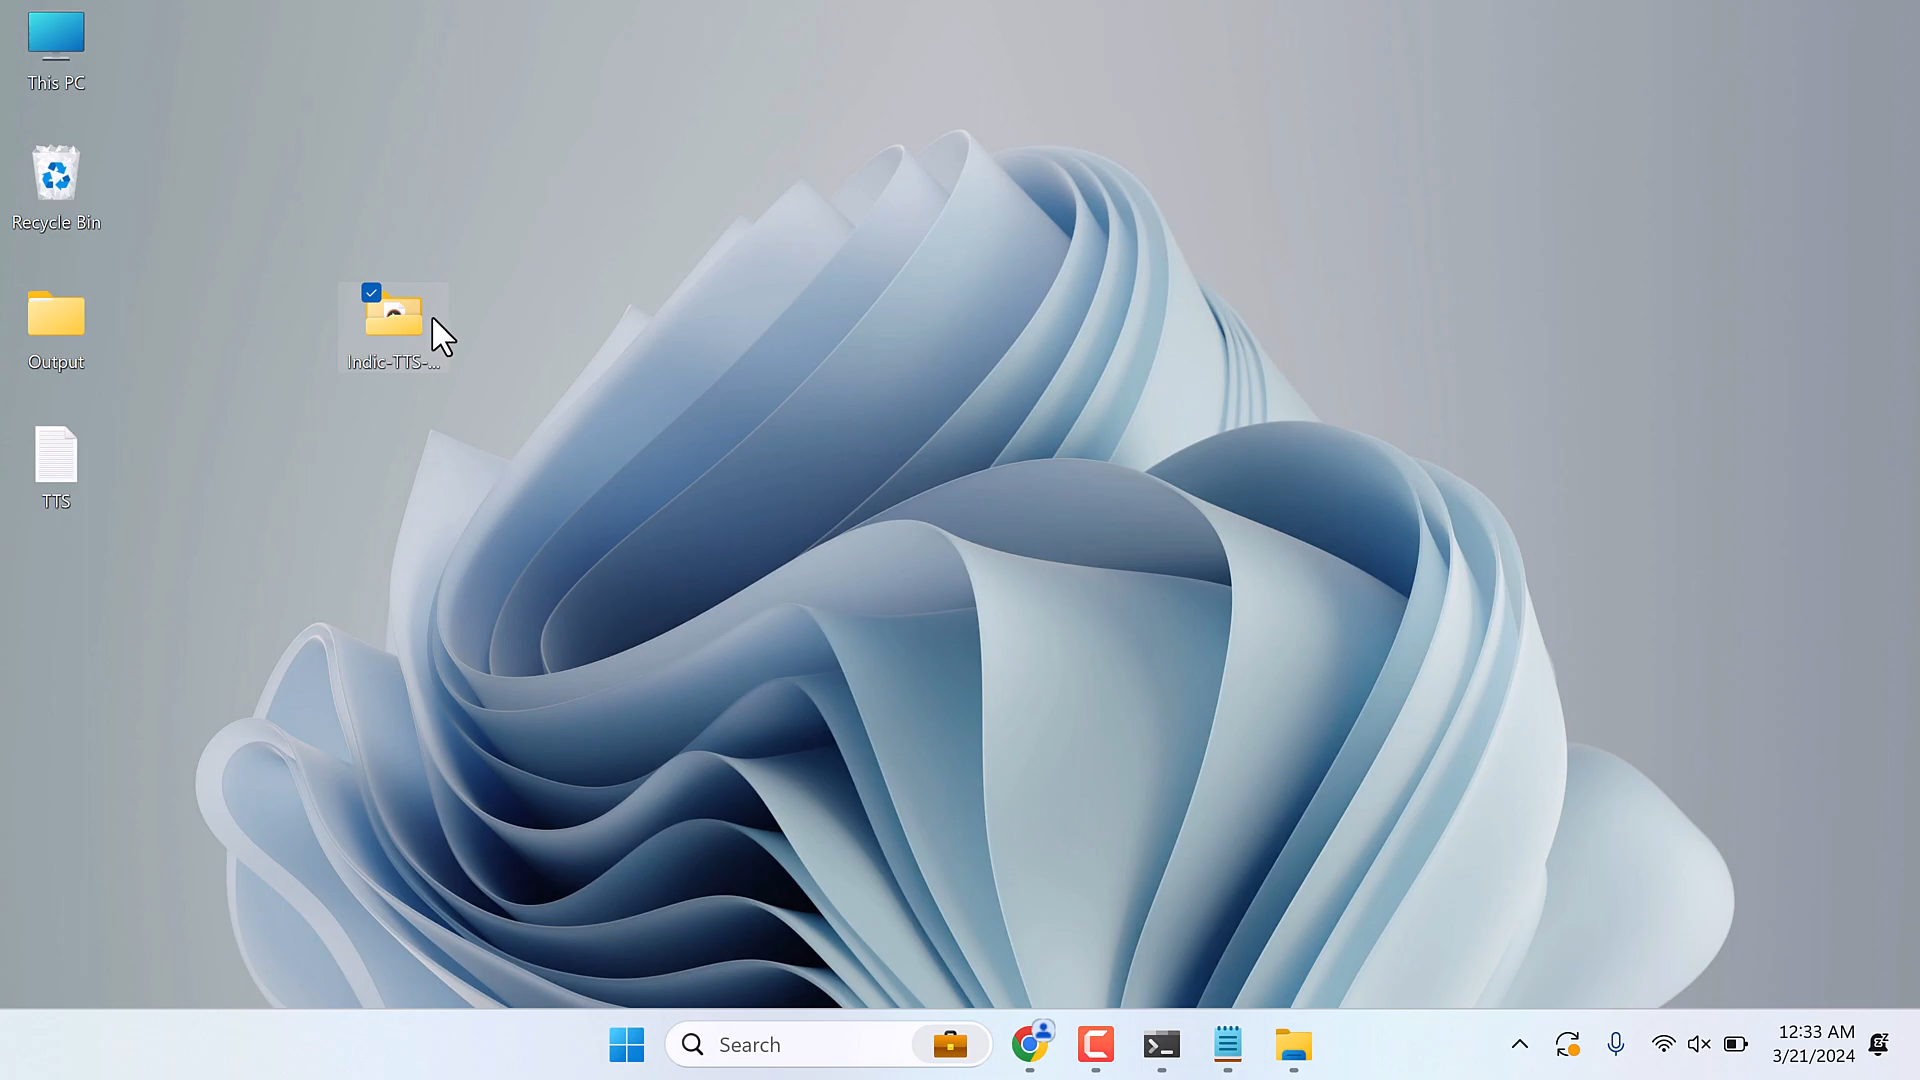 This PC
Recycle Bin
Output
TTS
Indic-TTS-...
Search
12:33 AM
3/21/2024